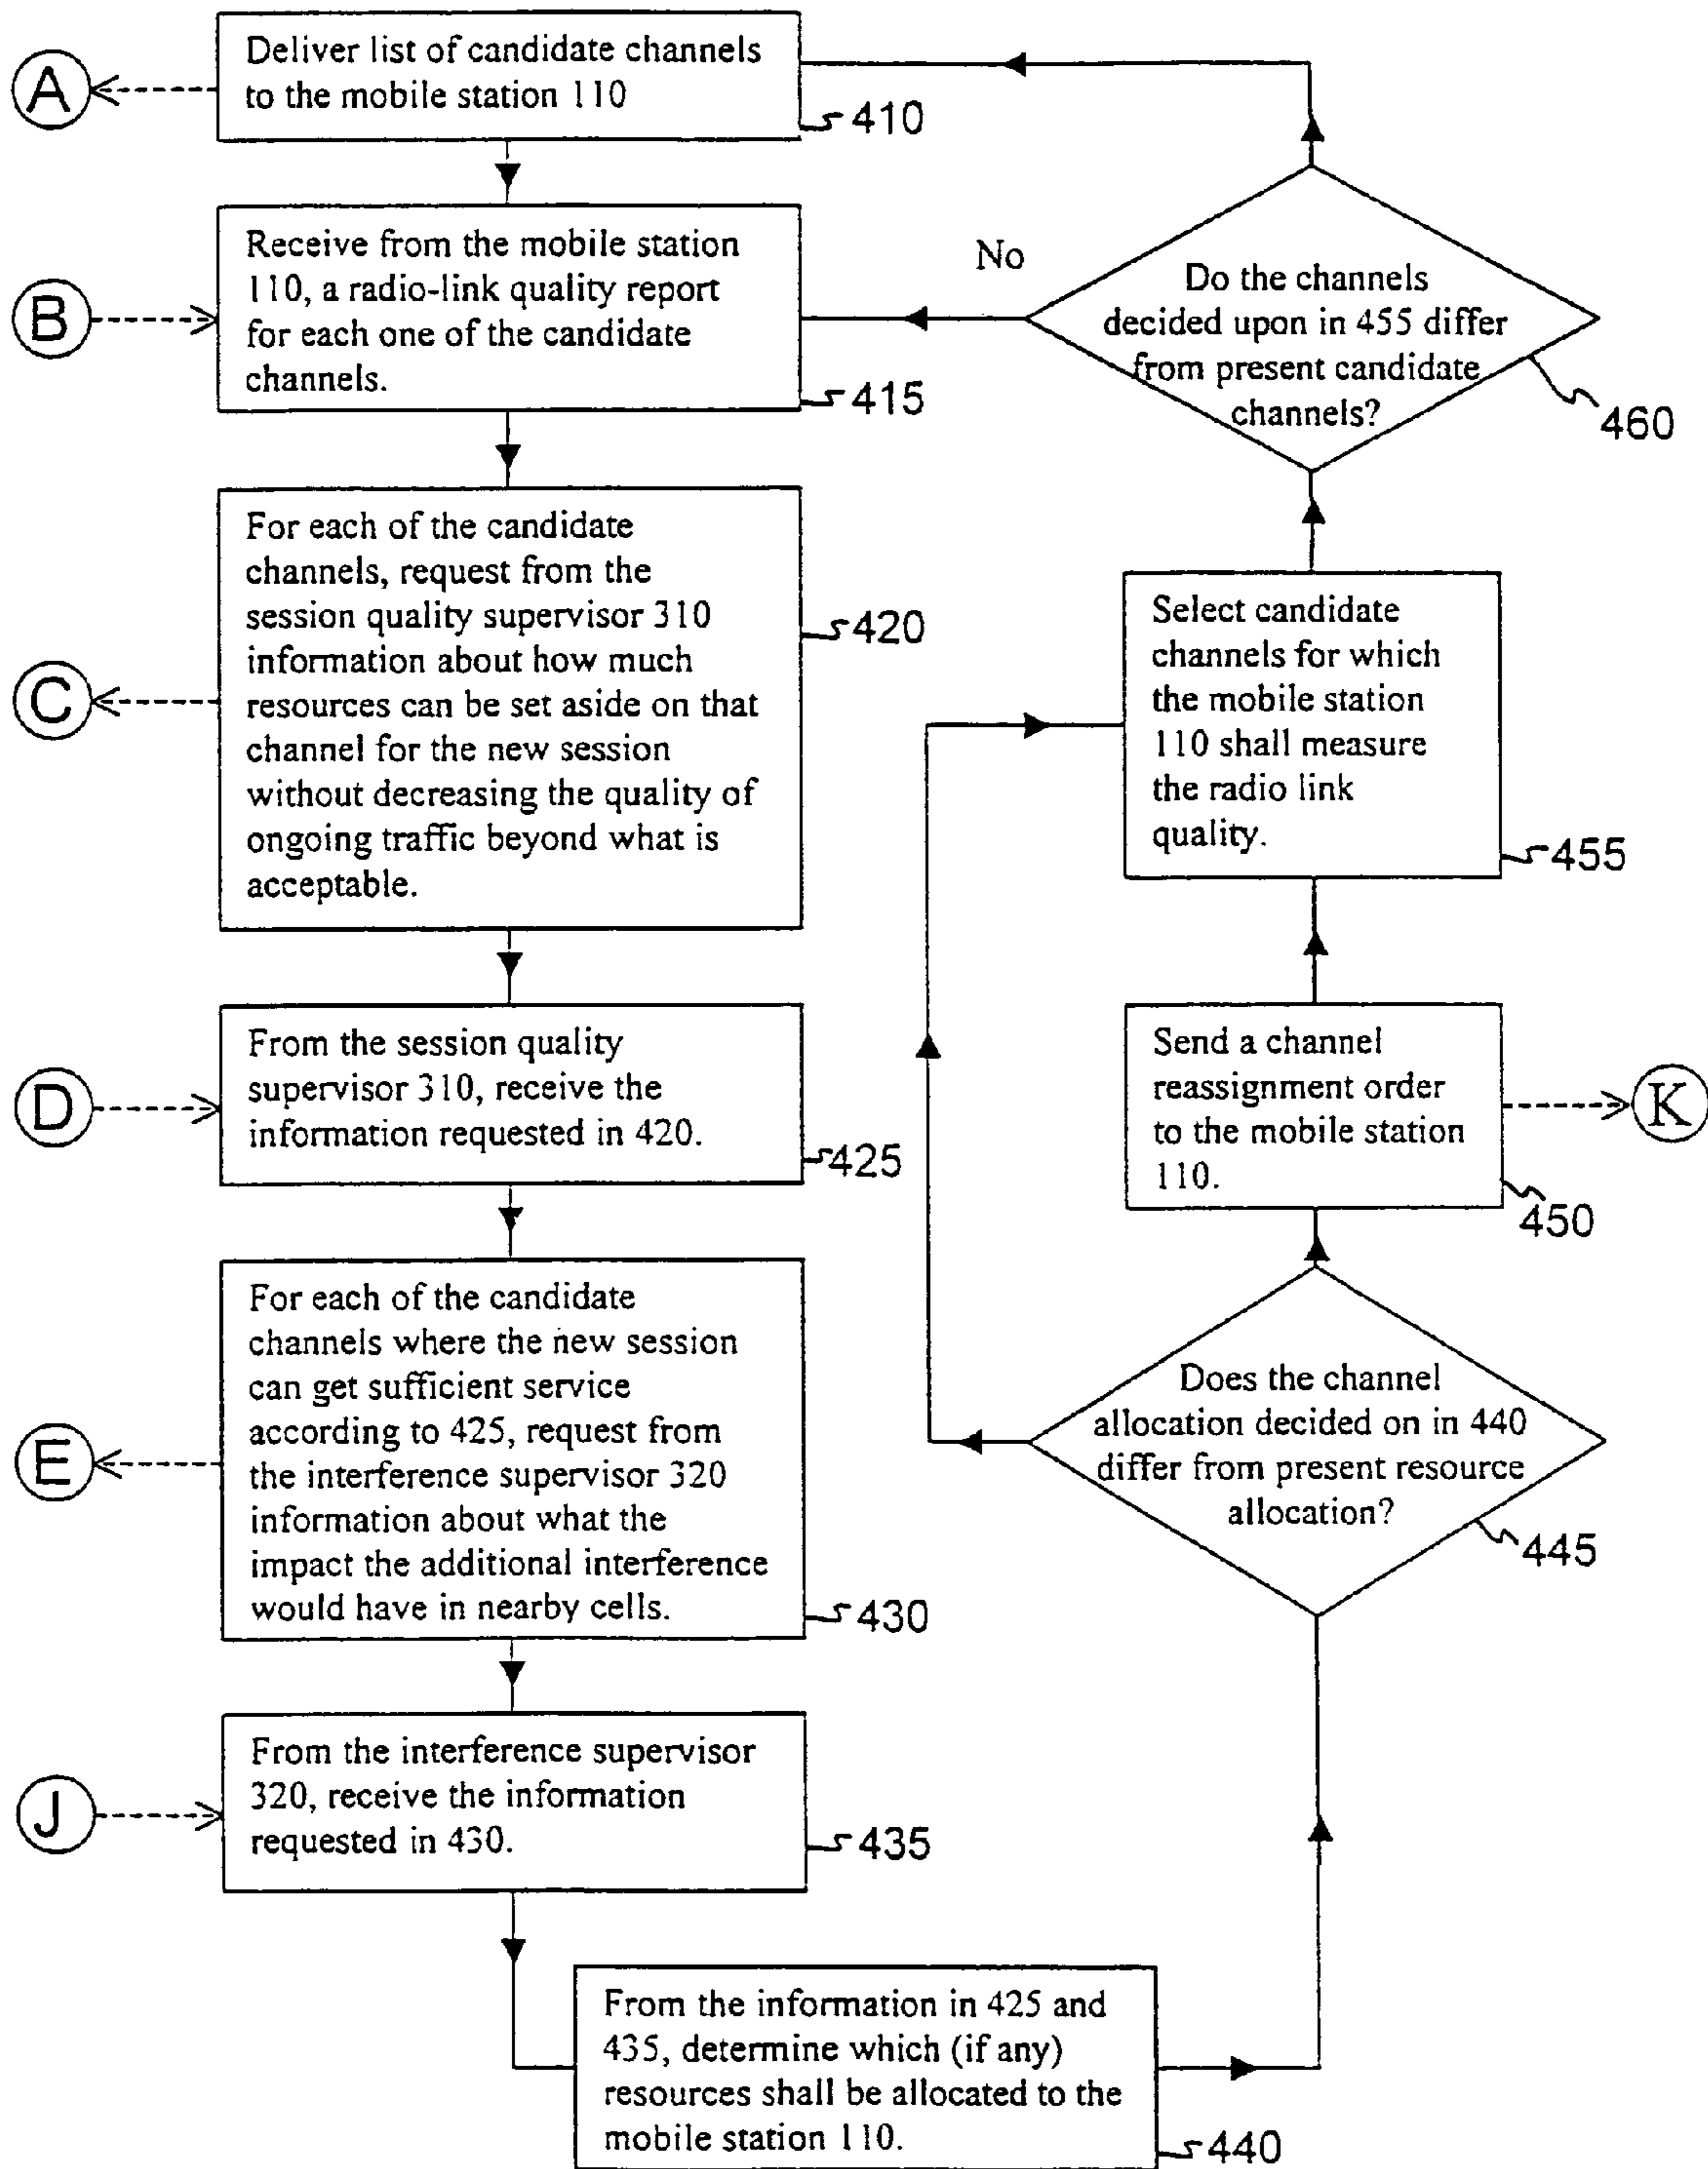 A
Deliver list of candidate channels
to the mobile station 110
410
B
Receive from the mobile station
110, a radio-link quality report
for each one of the candidate
channels.
415
C
For each of the candidate
channels, request from the
session quality supervisor 310
information about how much
resources can be set aside on that
channel for the new session
without decreasing the quality of
ongoing traffic beyond what is
acceptable.
420
D
From the session quality
supervisor 310, receive the
information requested in 420.
425
E
For each of the candidate
channels where the new session
can get sufficient service
according to 425, request from
the interference supervisor 320
information about what the
impact the additional interference
would have in nearby cells.
430
J
From the interference supervisor
320, receive the information
requested in 430.
435
From the information in 425 and
435, determine which (if any)
resources shall be allocated to the
mobile station 110.
440
Does the channel
allocation decided on in 440
differ from present resource
allocation?
445
Send a channel
reassignment order
to the mobile station
110.
450
K
Select candidate
channels for which
the mobile station
110 shall measure
the radio link
quality.
455
Do the channels
decided upon in 455 differ
from present candidate
channels?
460
No